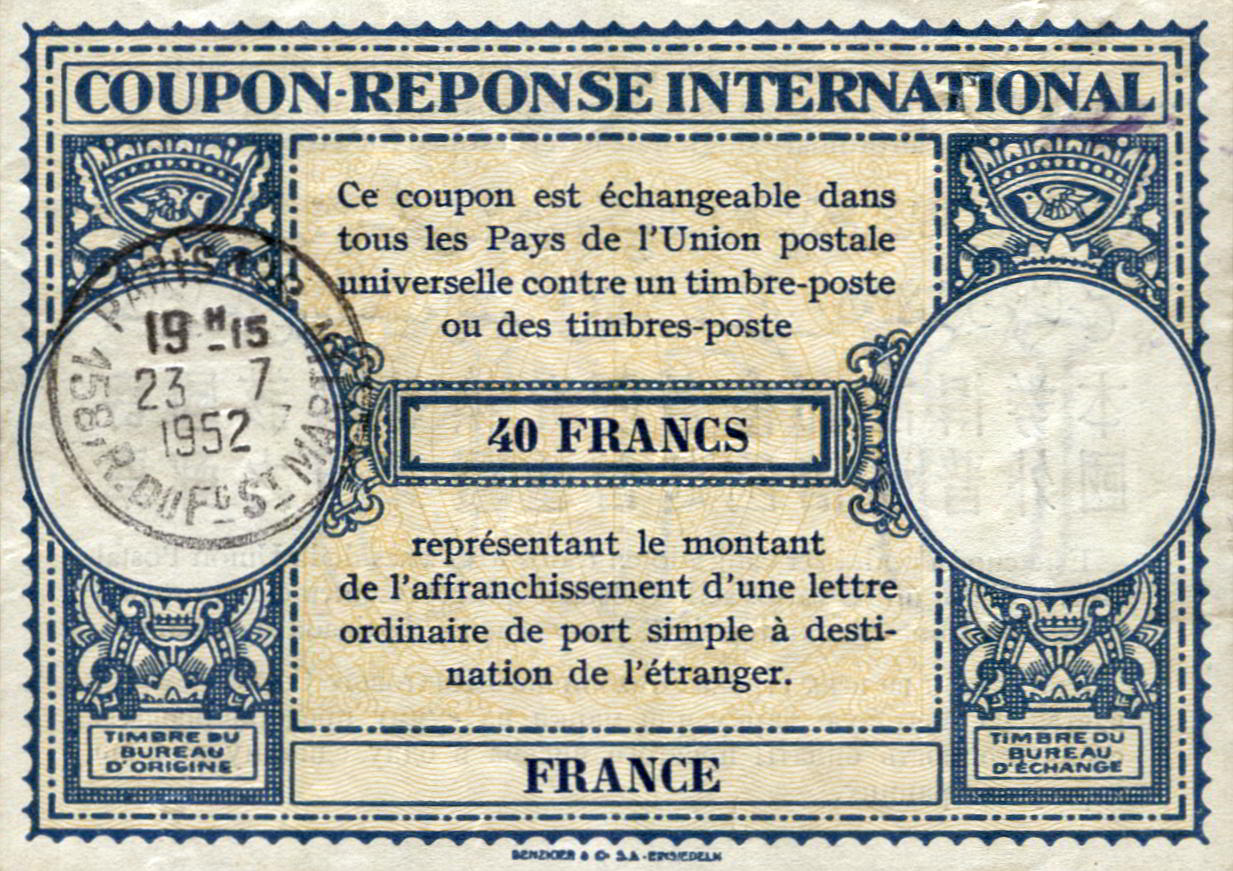 COUPON-REPONSE INTERNATIONAL
Ce coupon est échangeable dans
tous les Pays de l'Union postale
universelle contre un timbre-poste
ou des timbres-poste
40 FRANCS
représentant le montant
de l'affranchissement d'une lettre
ordinaire de port simple à desti-
nation de l'étranger.
FRANCE
PARIS
19 H 15
23 7
1952
158, R. DU FG ST MARTIN
TIMBRE DU
BUREAU
D'ORIGINE
TIMBRE DU
BUREAU
D'ÉCHANGE
BENZIGER & Co S.A. - EINSIEDELN